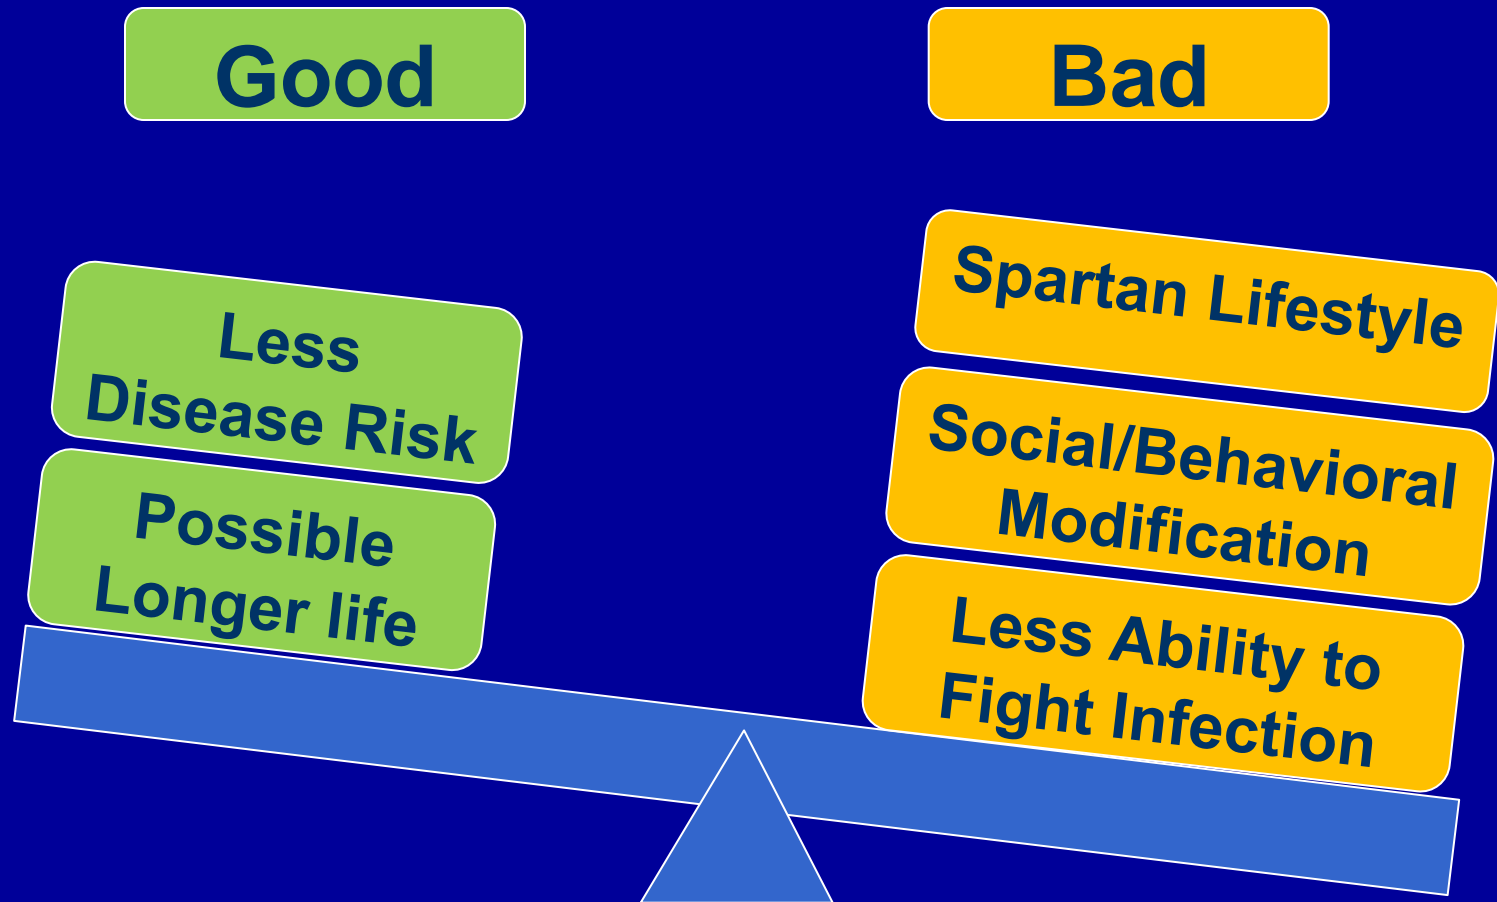 Good
Bad
Less
Disease Risk
Possible
Longer life
Spartan Lifestyle
Social/Behavioral
Modification
Less Ability to
Fight Infection